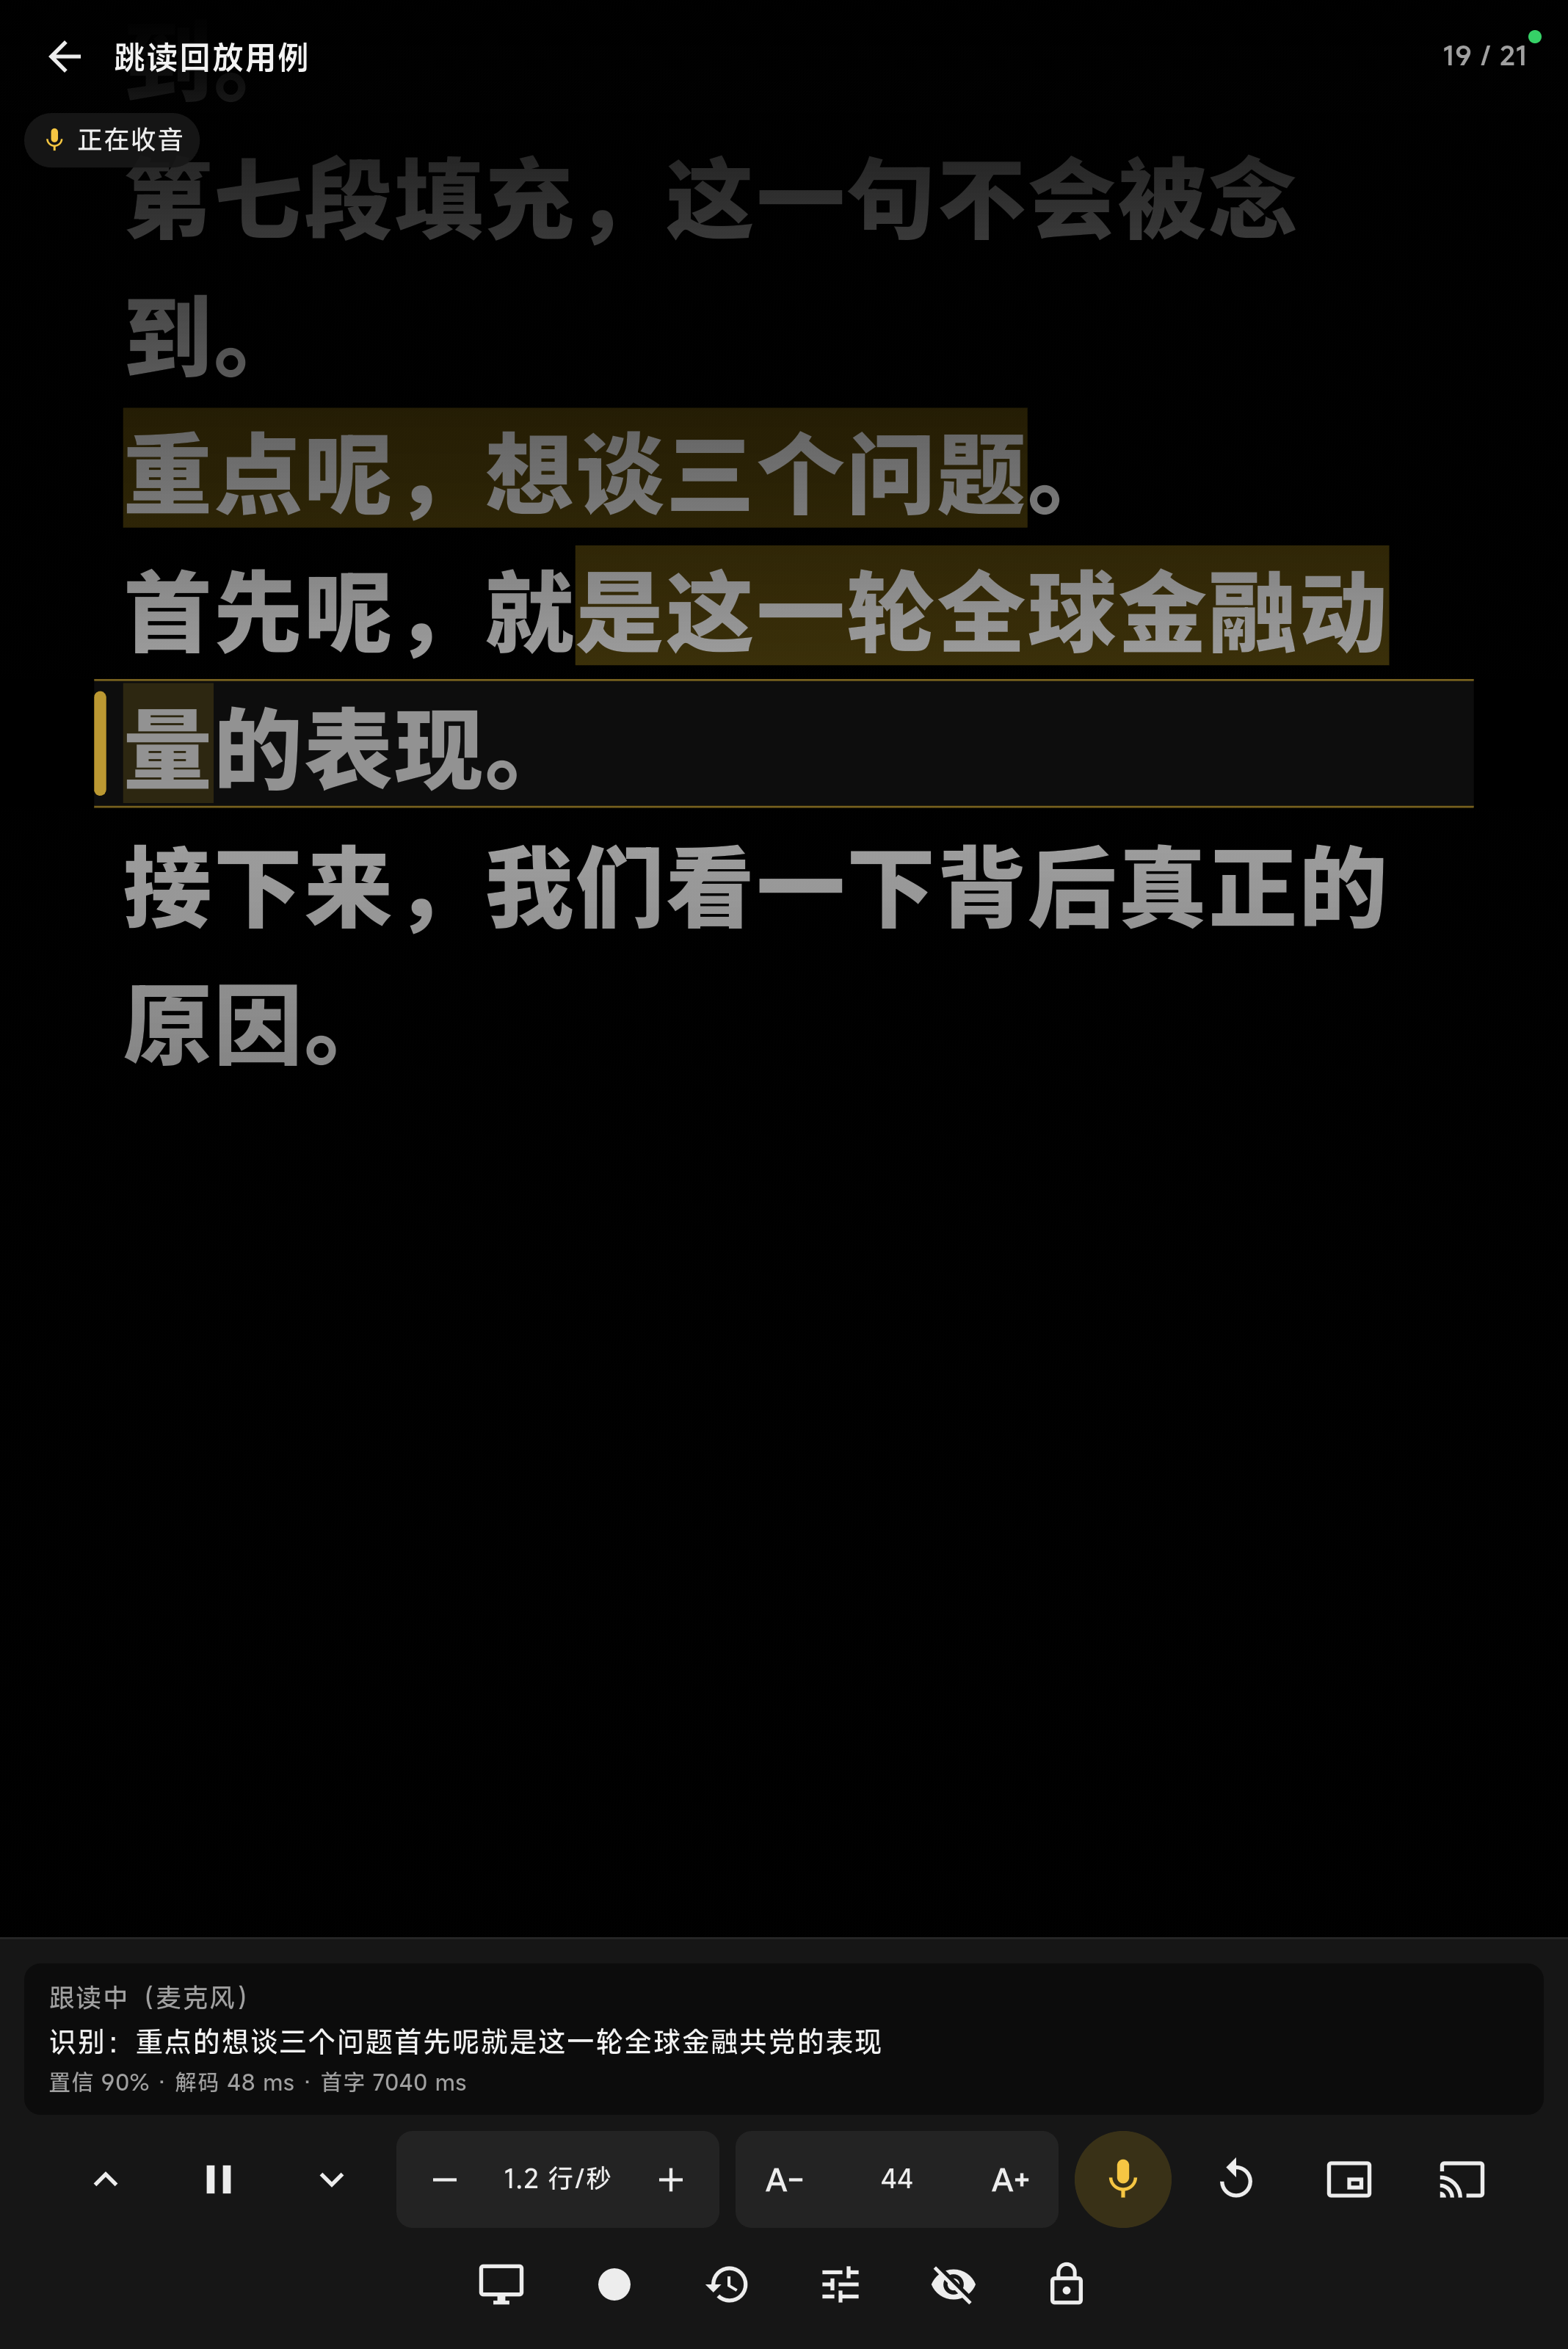 到。
跳读回放用例
19 / 21
正在收音
第七段填充，这一句不会被念
到。
重点呢，想谈三个问题。
首先呢，就是这一轮全球金融动
量的表现。
接下来，我们看一下背后真正的
原因。
跟读中（麦克风）
识别：重点的想谈三个问题首先呢就是这一轮全球金融共党的表现
置信 90% · 解码 48 ms · 首字 7040 ms
1.2 行/秒
A-
44
A+